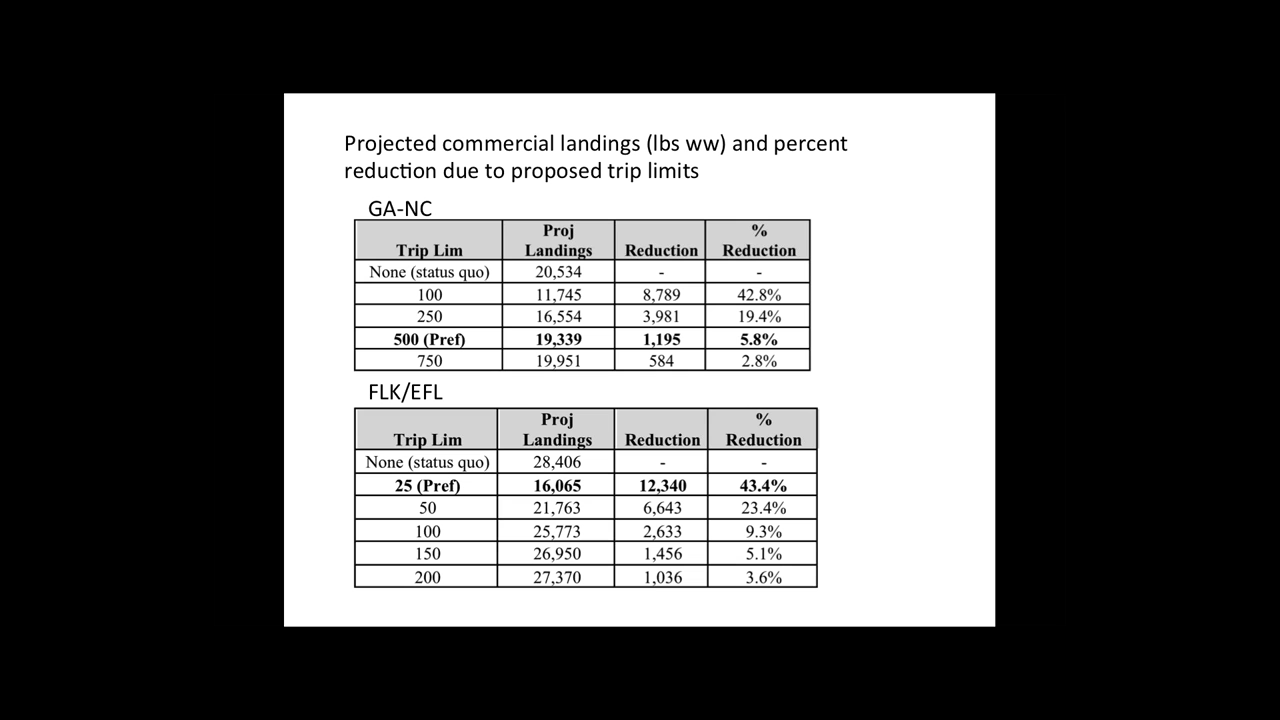 Projected commercial landings (lbs ww) and percent
reduction due to proposed trip limits
GA-NC
Trip Lim Proj Landings Reduction % Reduction
None (status quo) 20,534 - -
100 11,745 8,789 42.8%
250 16,554 3,981 19.4%
500 (Pref) 19,339 1,195 5.8%
750 19,951 584 2.8%
FLK/EFL
Trip Lim Proj Landings Reduction % Reduction
None (status quo) 28,406 - -
25 (Pref) 16,065 12,340 43.4%
50 21,763 6,643 23.4%
100 25,773 2,633 9.3%
150 26,950 1,456 5.1%
200 27,370 1,036 3.6%